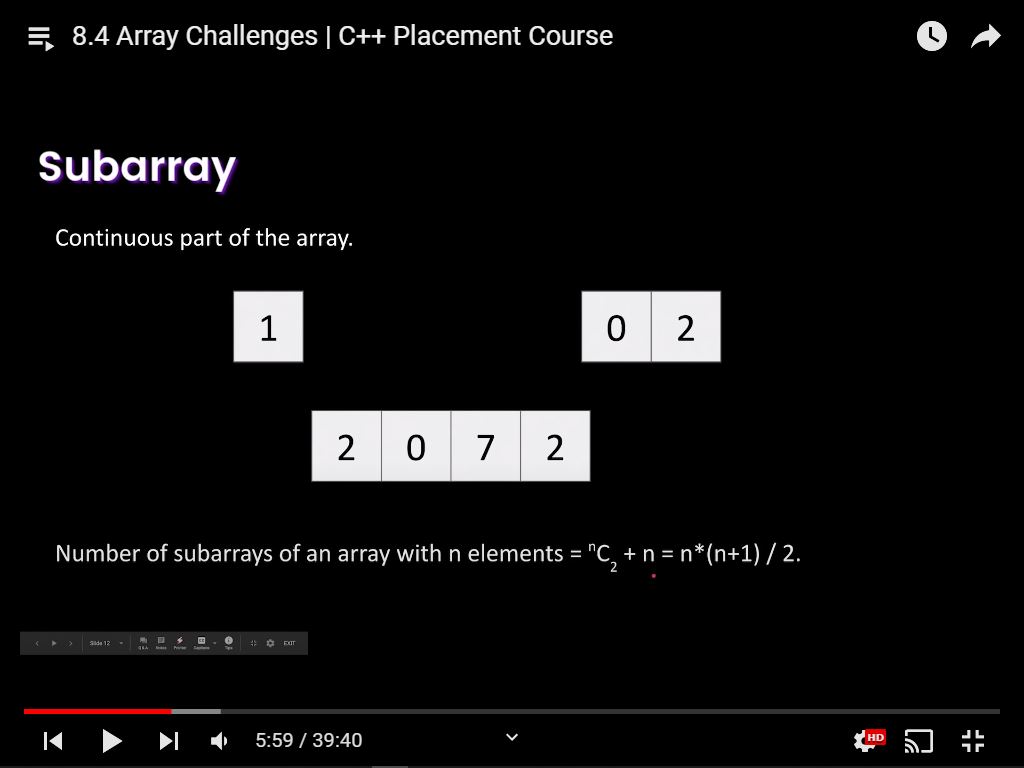 8.4 Array Challenges | C++ Placement Course
Subarray
Continuous part of the array.
1
0 2
2 0 7 2
Number of subarrays of an array with n elements = ⁿC₂ + n = n*(n+1) / 2.
Slide 12 Q&A Notes Pointer Captions Tips EXIT
5:59 / 39:40
HD